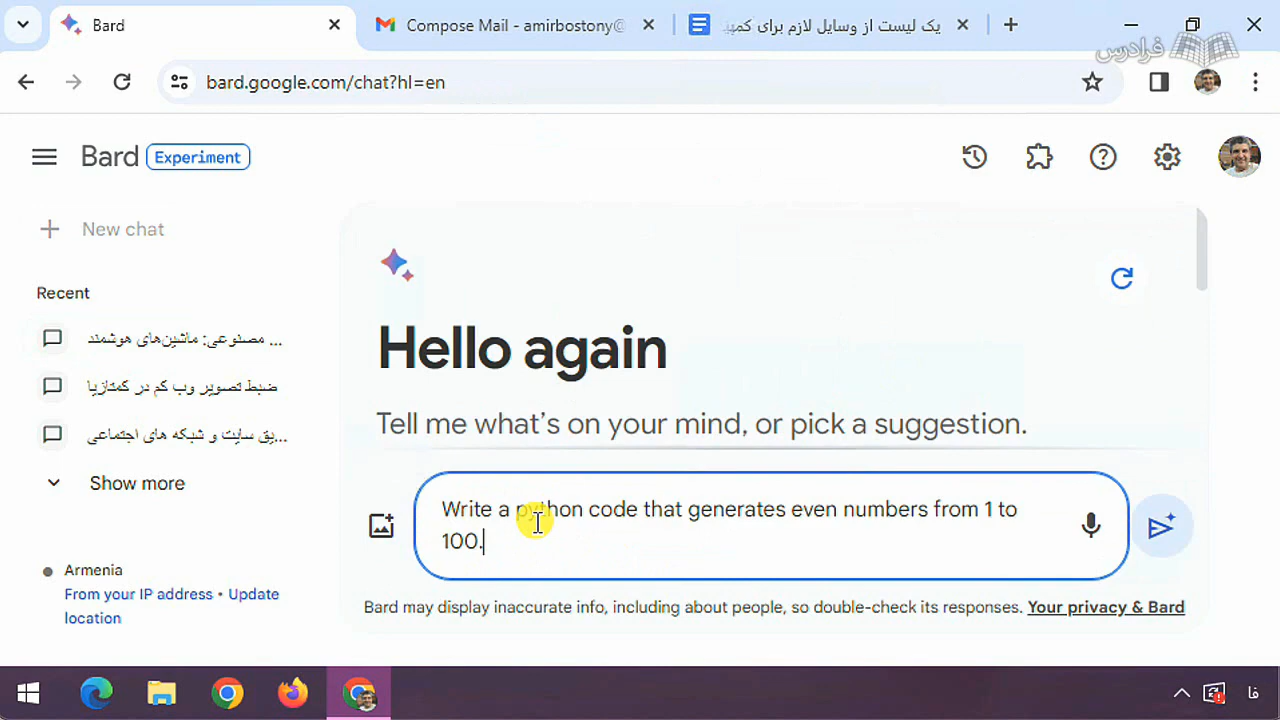 Bard
Compose Mail - amirbostony@
یک لیست از وسایل لازم برای کمپ
فرادرس
bard.google.com/chat?hl=en
Bard Experiment
New chat
Recent
مصنوعی: ماشین‌های هوشمند ...
ضبط تصویر وب کم در کمتازیا
یق سایت و شبکه های اجتماعی...
Show more
Armenia
From your IP address • Update
location
Hello again
Tell me what's on your mind, or pick a suggestion.
Write a python code that generates even numbers from 1 to
100.
Bard may display inaccurate info, including about people, so double-check its responses. Your privacy & Bard
فا